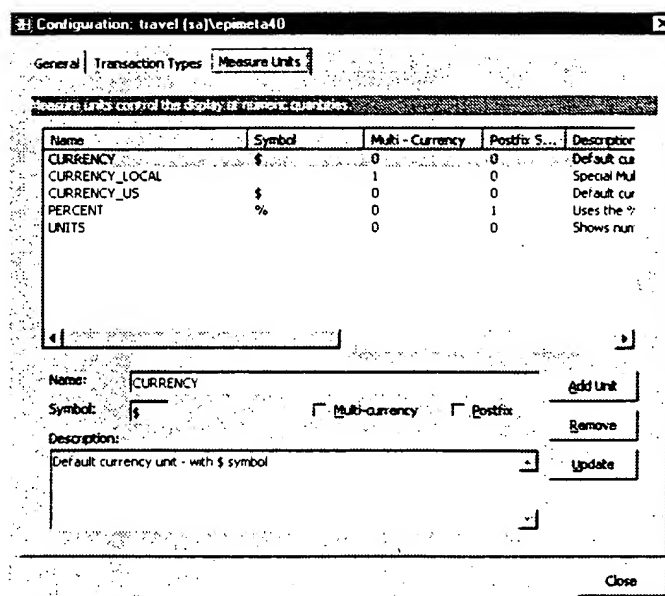 Configuration: travel (sa)\epimeta40
General Transaction Types Measure Units
Measure units control the display of numeric quantities.
Name Symbol Multi - Currency Postfix S... Description
CURRENCY $ 0 0 Default cur
CURRENCY_LOCAL 1 0 Special Mul
CURRENCY_US $ 0 0 Default cur
PERCENT % 0 1 Uses the %
UNITS 0 0 Shows num
Name: CURRENCY Add Unit
Symbol: $ Multi-currency Postfix
Remove
Description:
Default currency unit - with $ symbol Update
Close